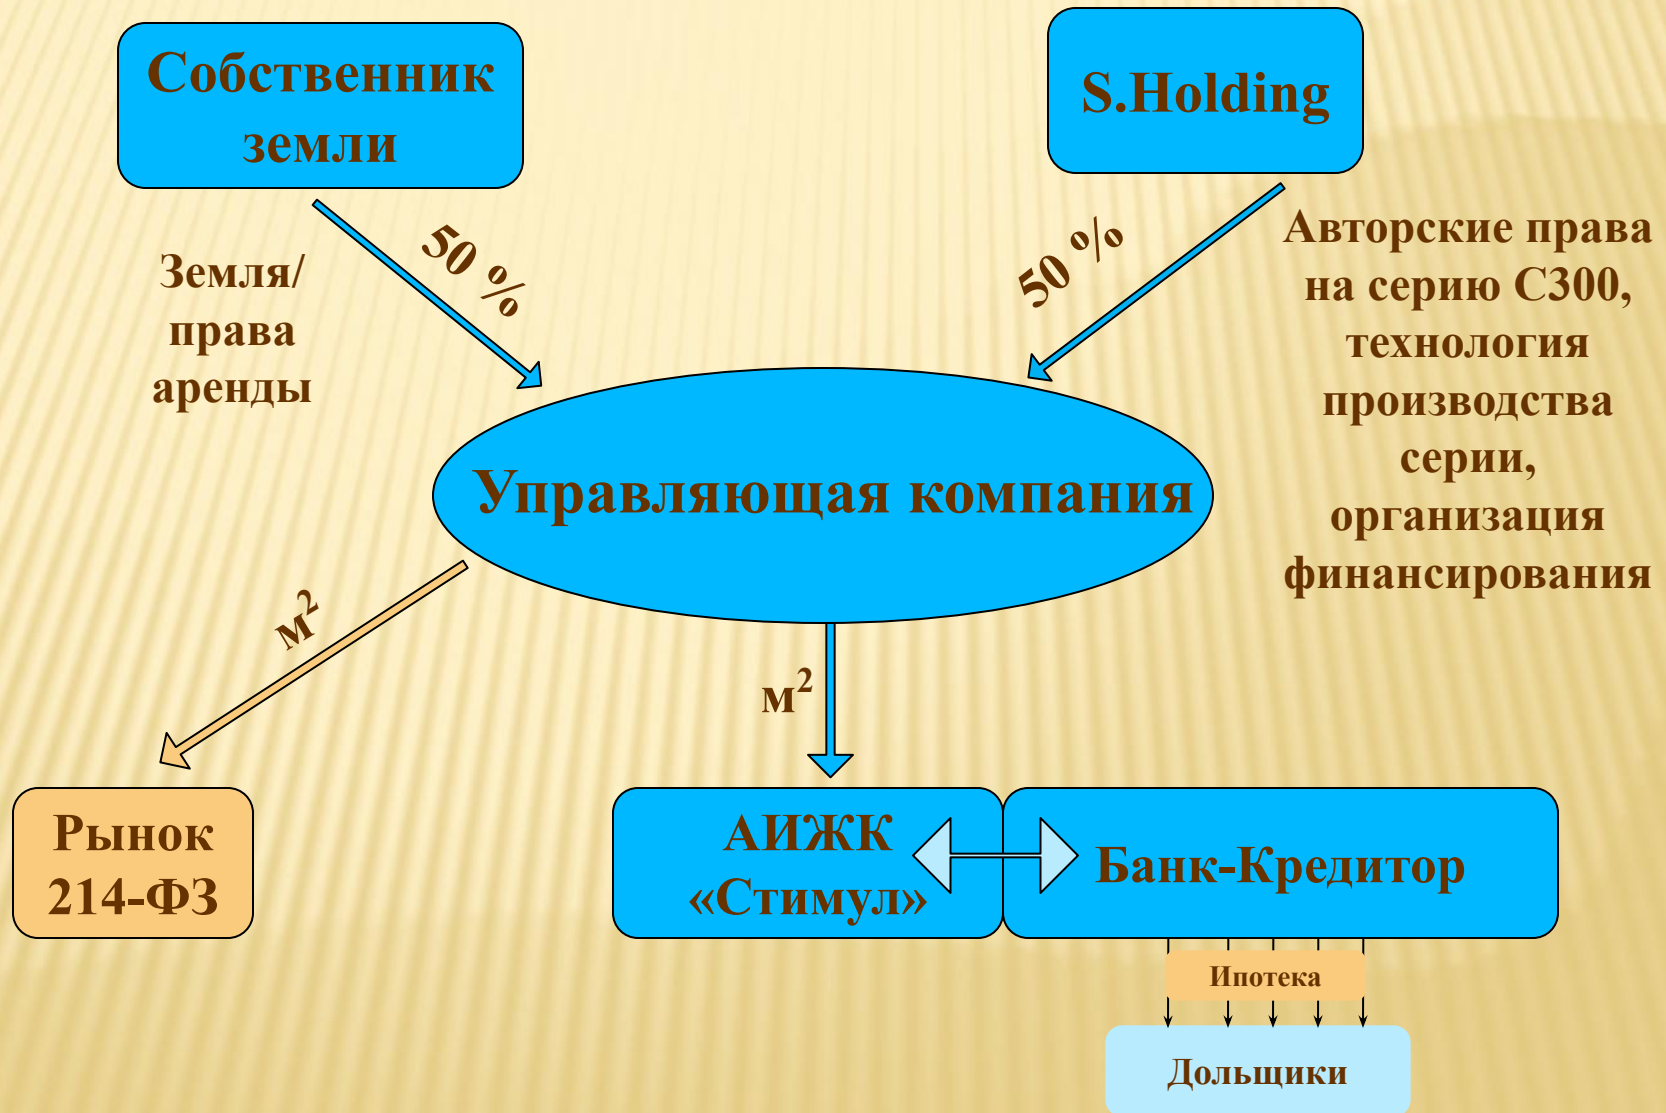 Собственник
земли
S.Holding
50 %
50 %
Земля/
права
аренды
Авторские права
на серию С300,
технология
производства
серии,
организация
финансирования
Управляющая компания
м²
м²
Рынок
214-ФЗ
АИЖК
«Стимул»
Банк-Кредитор
Ипотека
Дольщики